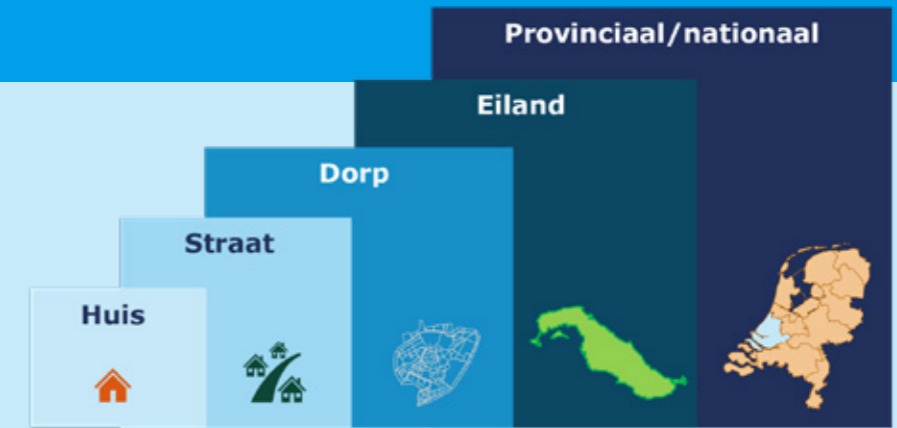 Provinciaal/nationaal
Eiland
Dorp
Straat
Huis